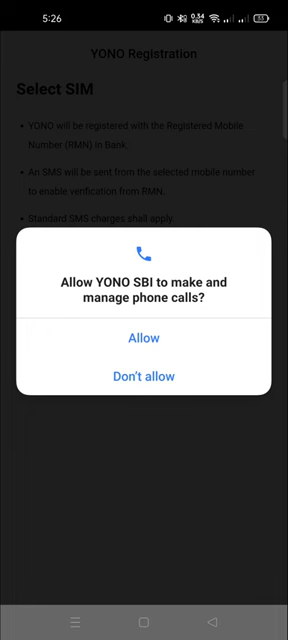 5:26
0.34
KB/S
33
YONO Registration
Select SIM
• YONO will be registered with the Registered Mobile
Number (RMN) in Bank.
• An SMS will be sent from the selected mobile number
to enable verification from RMN.
• Standard SMS charges shall apply.
Allow YONO SBI to make and
manage phone calls?
Allow
Don't allow